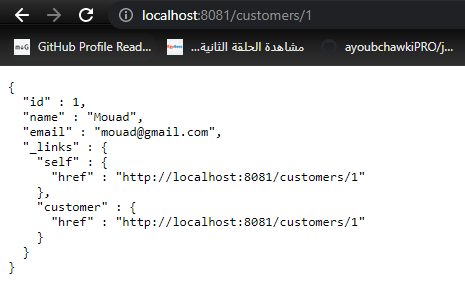 localhost:8081/customers/1
m&G GitHub Profile Read... مشاهدة الحلقة الثانية... ayoubchawkiPRO/j...
{
  "id" : 1,
  "name" : "Mouad",
  "email" : "mouad@gmail.com",
  "_links" : {
    "self" : {
      "href" : "http://localhost:8081/customers/1"
    },
    "customer" : {
      "href" : "http://localhost:8081/customers/1"
    }
  }
}